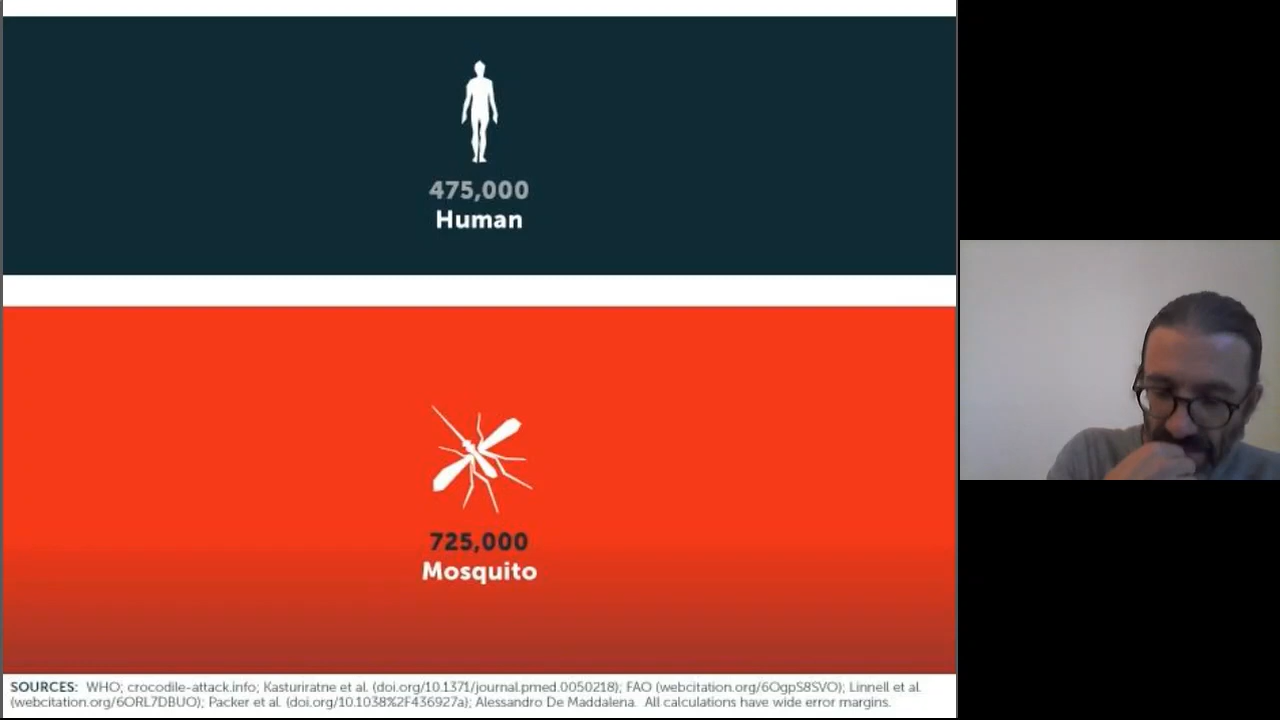 475,000
Human
725,000
Mosquito
SOURCES: WHO; crocodile-attack.info; Kasturiratne et al. (doi.org/10.1371/journal.pmed.0050218); FAO (webcitation.org/6OgpS8SVO); Linnell et al.
(webcitation.org/6ORL7DBUO); Packer et al. (doi.org/10.1038%2F436927a); Alessandro De Maddalena. All calculations have wide error margins.